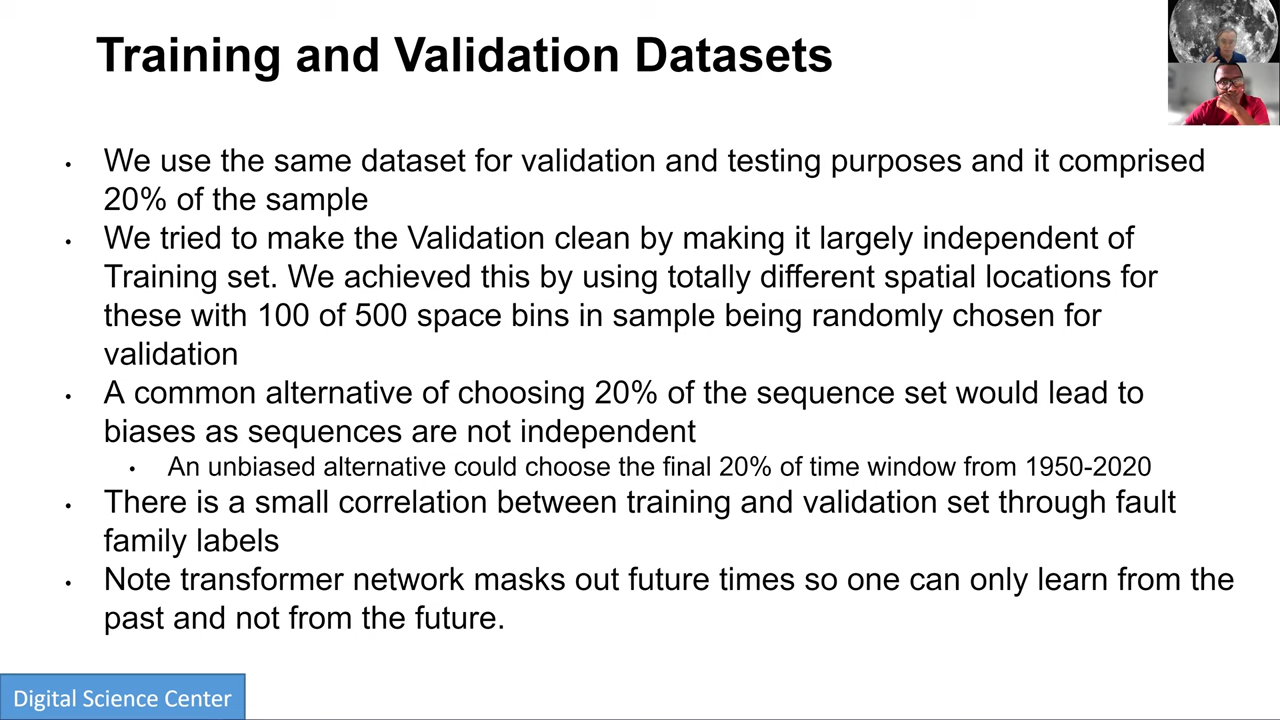 Training and Validation Datasets
• We use the same dataset for validation and testing purposes and it comprised
20% of the sample
• We tried to make the Validation clean by making it largely independent of
Training set. We achieved this by using totally different spatial locations for
these with 100 of 500 space bins in sample being randomly chosen for
validation
• A common alternative of choosing 20% of the sequence set would lead to
biases as sequences are not independent
• An unbiased alternative could choose the final 20% of time window from 1950-2020
• There is a small correlation between training and validation set through fault
family labels
• Note transformer network masks out future times so one can only learn from the
past and not from the future.
Digital Science Center